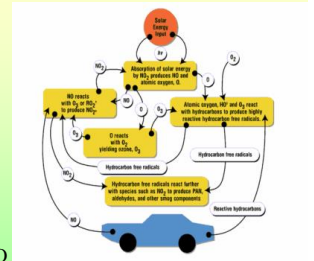 Solar
Energy
Input
hν
NO₂
Absorption of solar energy
by NO₂ produces NO and
atomic oxygen, O.
O
O₂
NO
O
NO reacts
with O₃ or RO₂˙
to produce NO₂.
Atomic oxygen, HO˙ and O₃ react
with hydrocarbons to produce highly
reactive hydrocarbon free radicals.
O₃
O₃
O reacts
with O₂
yielding ozone, O₃
Hydrocarbon free radicals
Hydrocarbon free radicals
NO₂
Hydrocarbon free radicals react further
with species such as NO₂ to produce PAN,
aldehydes, and other smog components
NO
Reactive hydrocarbons